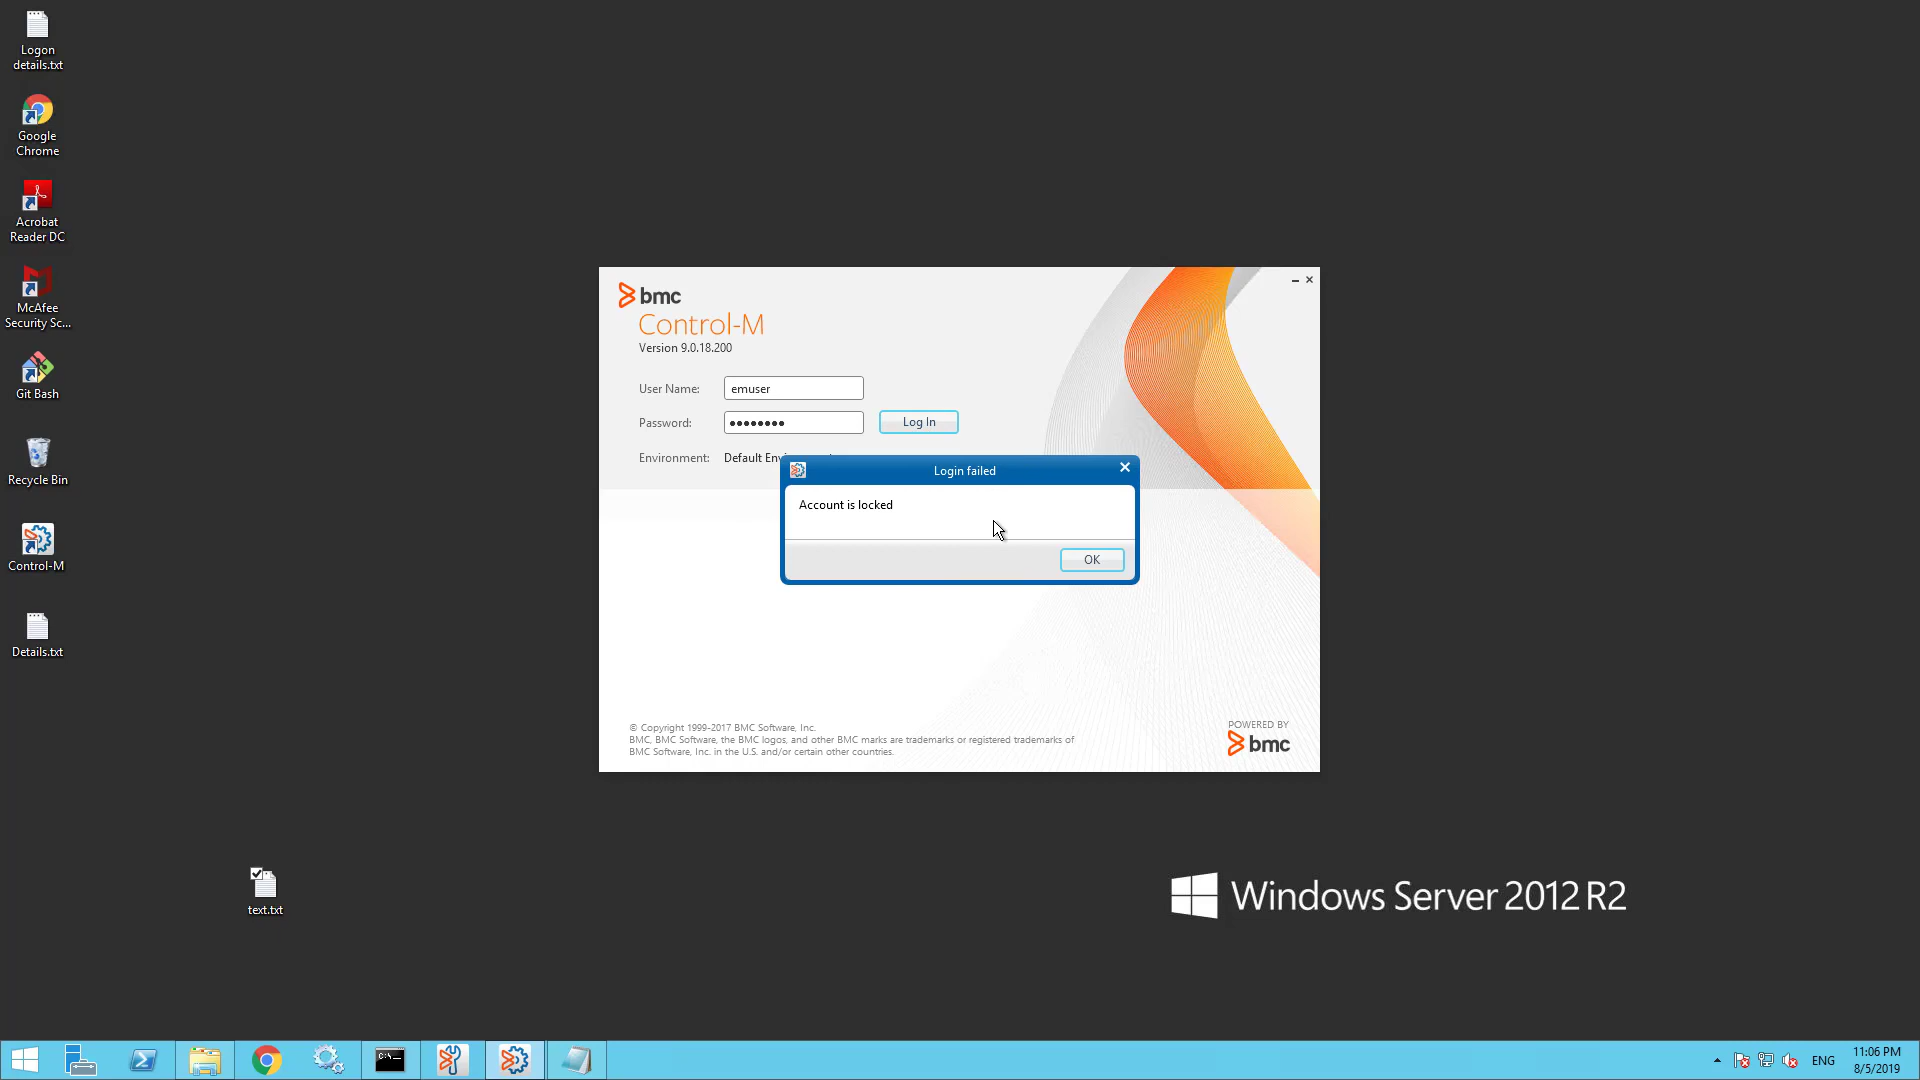 Logon
details.txt
Google
Chrome
Acrobat
Reader DC
McAfee
Security Sc...
Git Bash
Recycle Bin
Control-M
Details.txt
text.txt
bmc
Control-M
Version 9.0.18.200
User Name:
emuser
Password:
Log In
Environment:
Default
Login failed
Account is locked
OK
© Copyright 1999-2017 BMC Software, Inc.
BMC, BMC Software, the BMC logos, and other BMC marks are trademarks or registered trademarks of
BMC Software, Inc. in the U.S. and/or certain other countries.
POWERED BY
bmc
Windows Server 2012 R2
C:\_
ENG
11:06 PM
8/5/2019